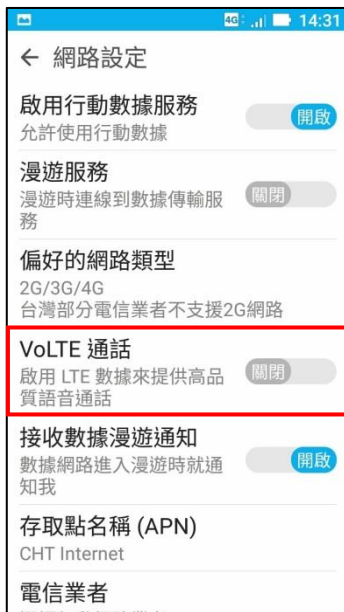 4G 14:31
← 網路設定
啟用行動數據服務
允許使用行動數據
開啟
漫遊服務
漫遊時連線到數據傳輸服
務
關閉
偏好的網路類型
2G/3G/4G
台灣部分電信業者不支援2G網路
VoLTE 通話
啟用 LTE 數據來提供高品
質語音通話
關閉
接收數據漫遊通知
數據網路進入漫遊時就通
知我
開啟
存取點名稱 (APN)
CHT Internet
電信業者